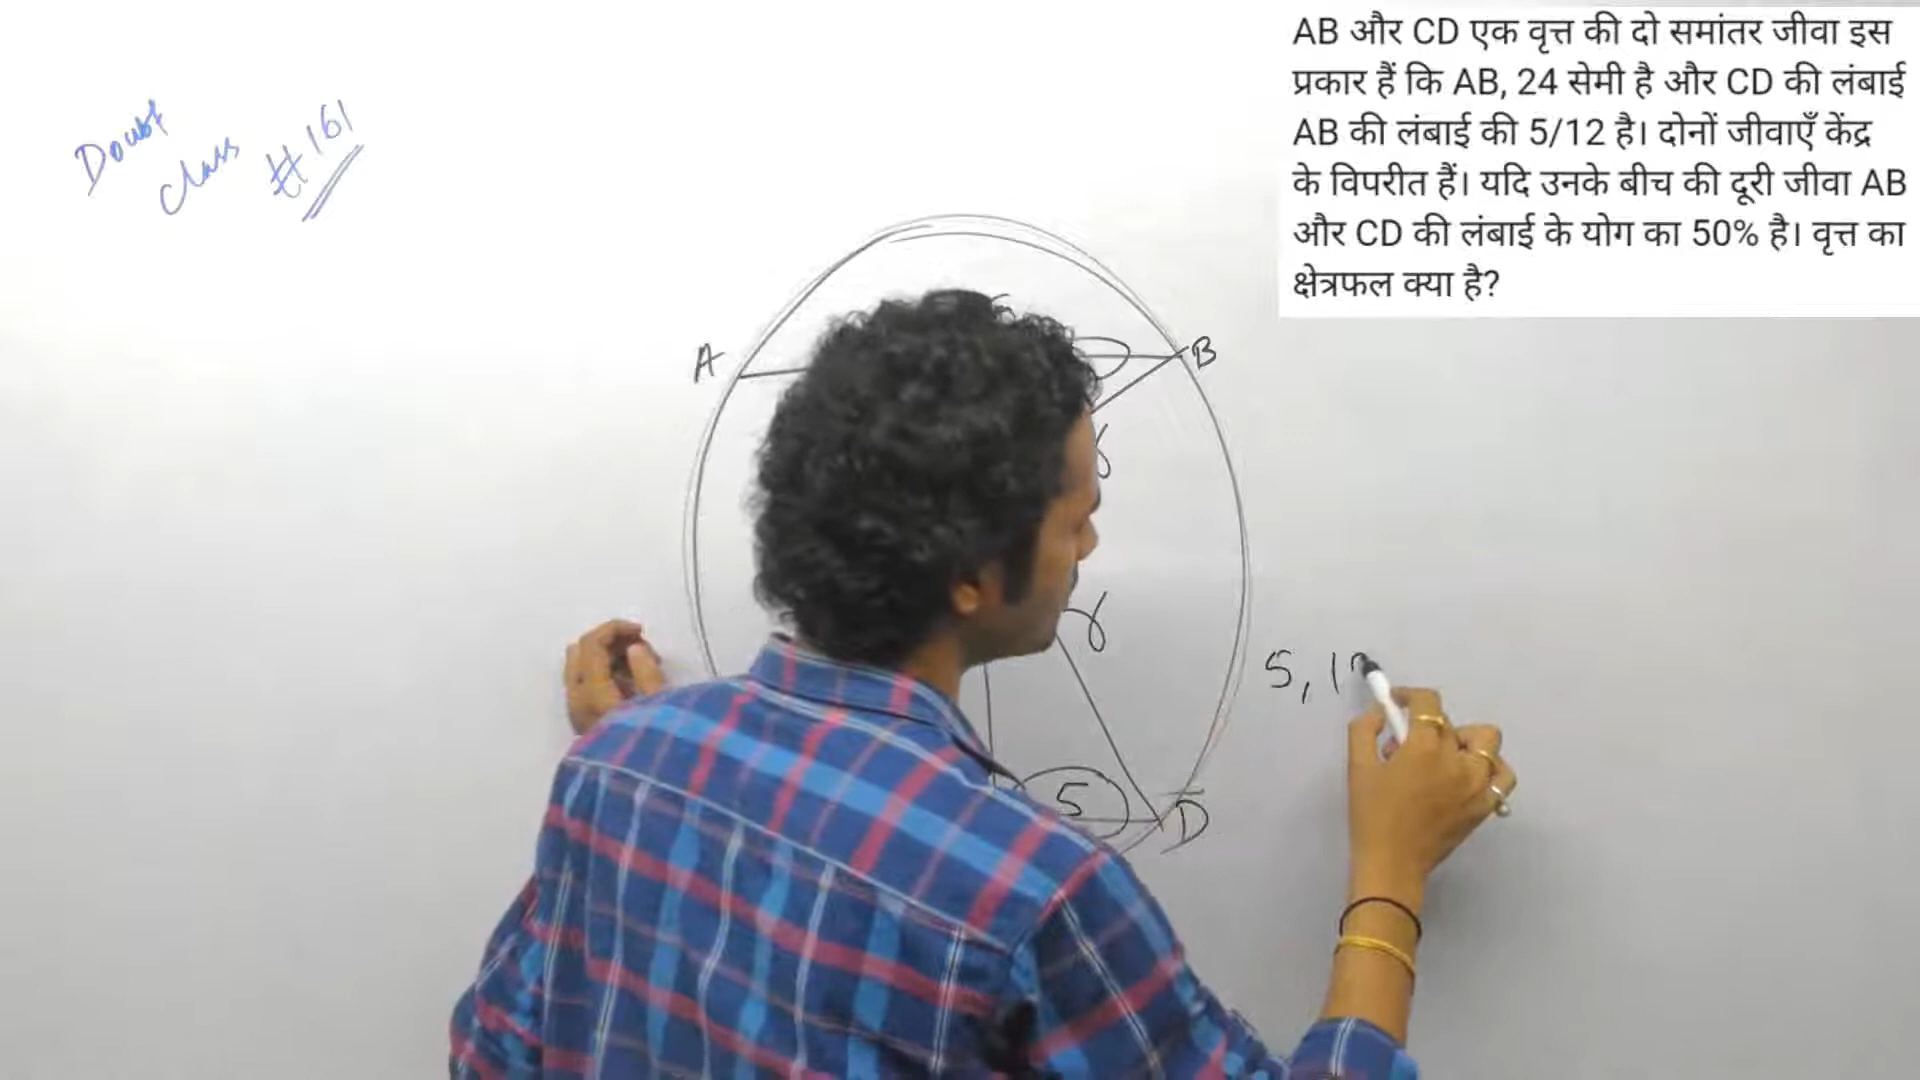 AB और CD एक वृत्त की दो समांतर जीवा इस
प्रकार हैं कि AB, 24 सेमी है और CD की लंबाई
AB की लंबाई की 5/12 है। दोनों जीवाएँ केंद्र
के विपरीत हैं। यदि उनके बीच की दूरी जीवा AB
और CD की लंबाई के योग का 50% है। वृत्त का
क्षेत्रफल क्या है?
Doubt
Class #161
A
B
r
r
5, 1
5
D